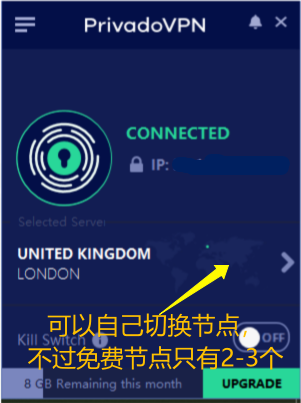 PrivadoVPN
CONNECTED
IP:
Selected Server
UNITED KINGDOM
LONDON
可以自己切换节点,
Kill Switch
OFF
不过免费节点只有2-3个
8 GB Remaining this month
UPGRADE